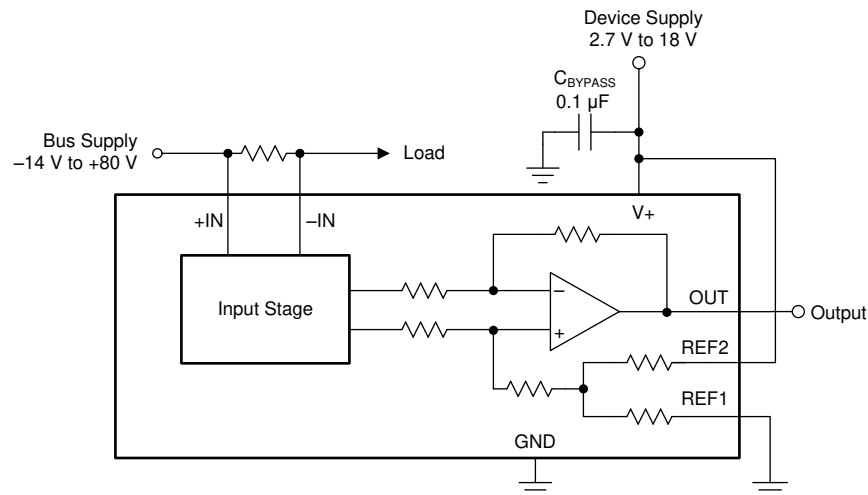 Device Supply
2.7 V to 18 V
CBYPASS
0.1 µF
Bus Supply
–14 V to +80 V
Load
+IN
–IN
V+
Input Stage
–
+
OUT
Output
REF2
REF1
GND